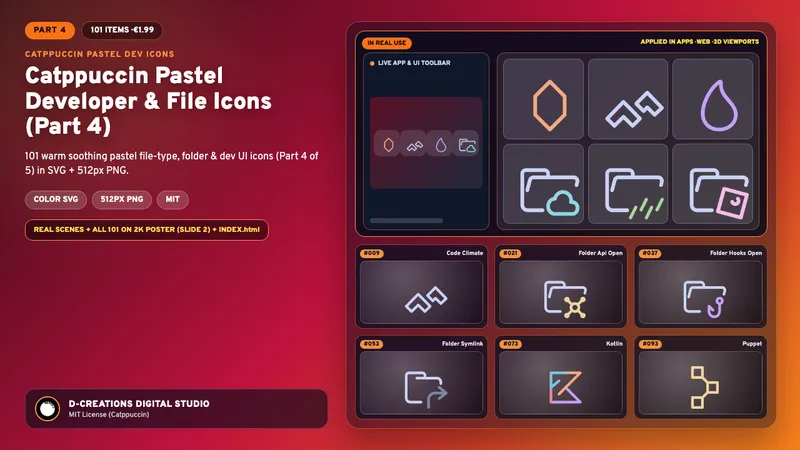 PART 4
101 ITEMS · €1.99
CATPPUCCIN PASTEL DEV ICONS
Catppuccin Pastel
Developer & File Icons
(Part 4)
101 warm soothing pastel file-type, folder & dev UI icons (Part 4 of
5) in SVG + 512px PNG.
COLOR SVG
512PX PNG
MIT
REAL SCENES + ALL 101 ON 2K POSTER (SLIDE 2) + INDEX.html
D-CREATIONS DIGITAL STUDIO
MIT License (Catppuccin)
IN REAL USE
APPLIED IN APPS · WEB · 3D VIEWPORTS
LIVE APP & UI TOOLBAR
#009
Code Climate
#021
Folder Api Open
#037
Folder Hooks Open
#053
Folder Symlink
#073
Kotlin
#093
Puppet